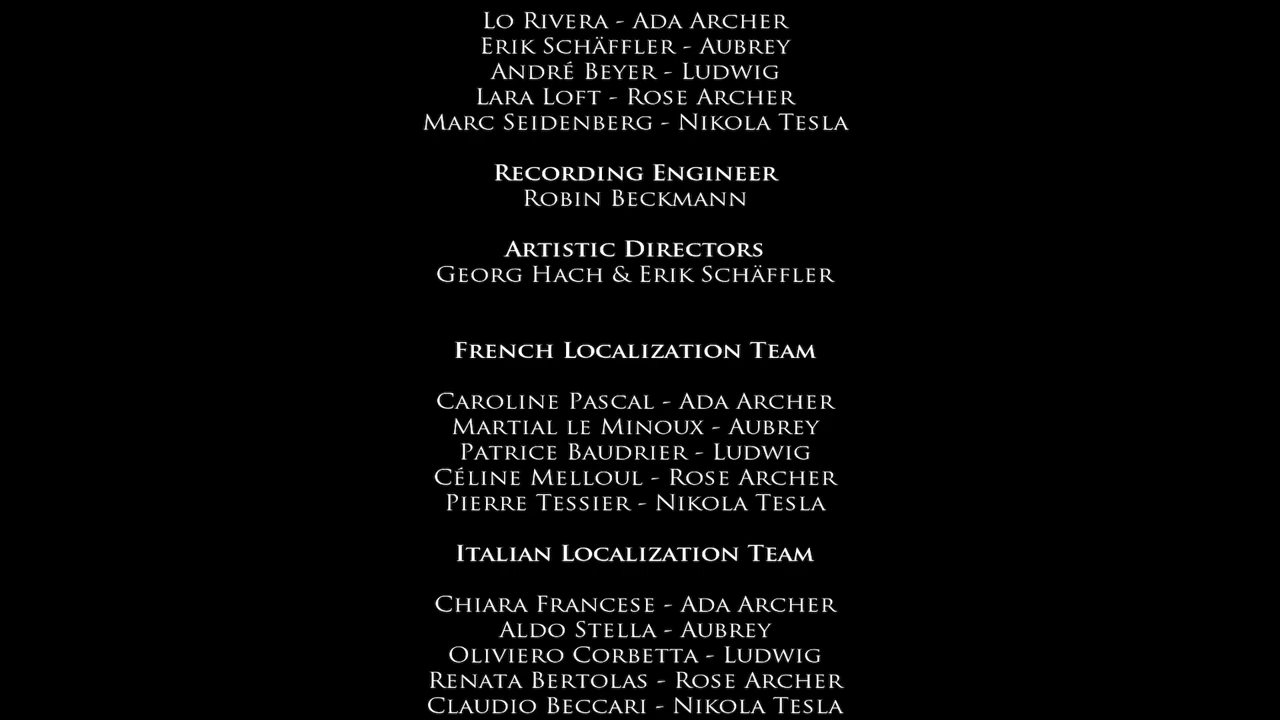 Lo Rivera - Ada Archer
Erik Schäffler - Aubrey
André Beyer - Ludwig
Lara Loft - Rose Archer
Marc Seidenberg - Nikola Tesla
Recording Engineer
Robin Beckmann
Artistic Directors
Georg Hach & Erik Schäffler
French Localization Team
Caroline Pascal - Ada Archer
Martial le Minoux - Aubrey
Patrice Baudrier - Ludwig
Céline Melloul - Rose Archer
Pierre Tessier - Nikola Tesla
Italian Localization Team
Chiara Francese - Ada Archer
Aldo Stella - Aubrey
Oliviero Corbetta - Ludwig
Renata Bertolas - Rose Archer
Claudio Beccari - Nikola Tesla